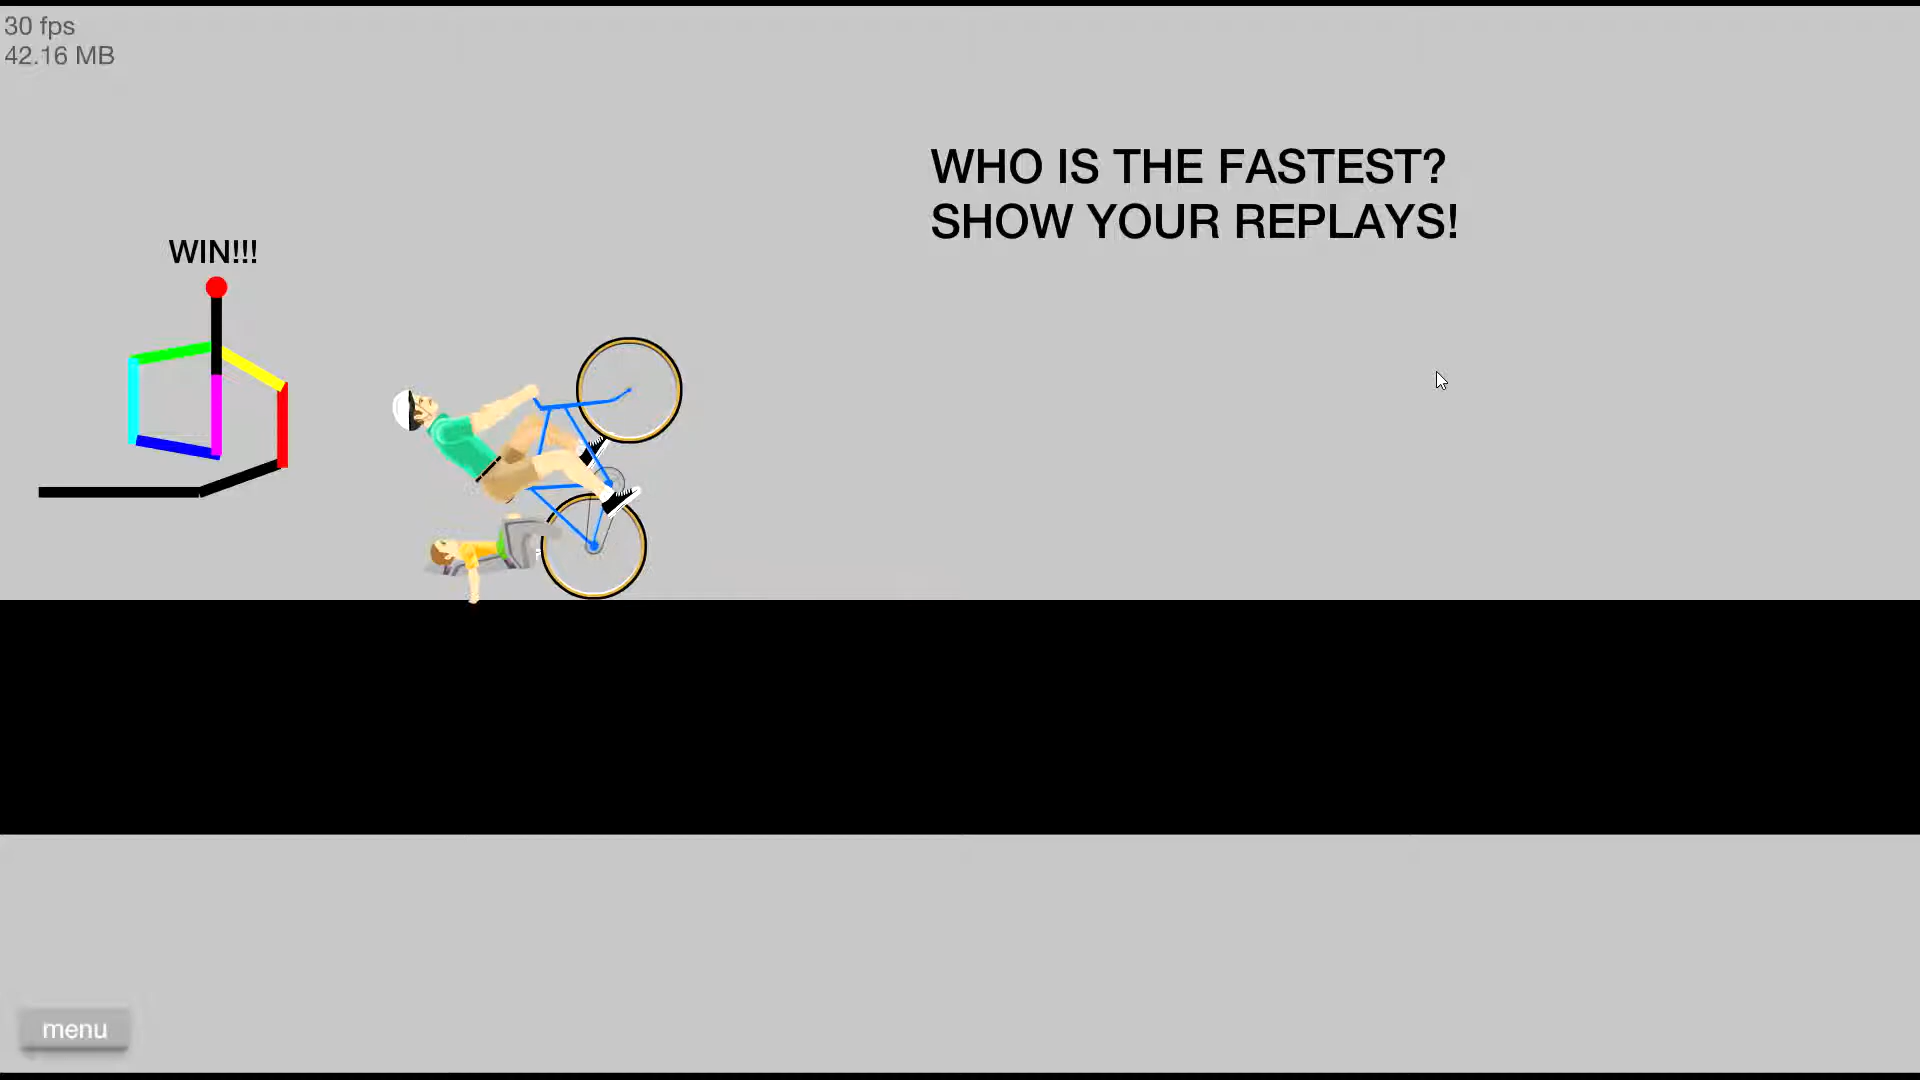 30 fps
42.16 MB
WHO IS THE FASTEST?
SHOW YOUR REPLAYS!
WIN!!!
menu